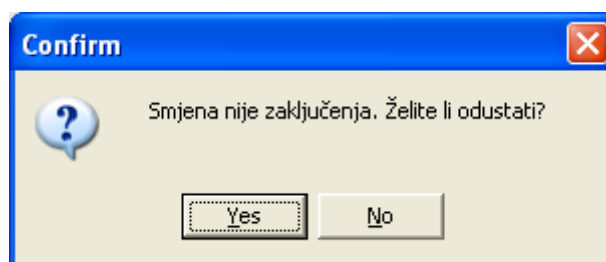 Confirm
Smjena nije zaključenja. Želite li odustati?
Yes
No